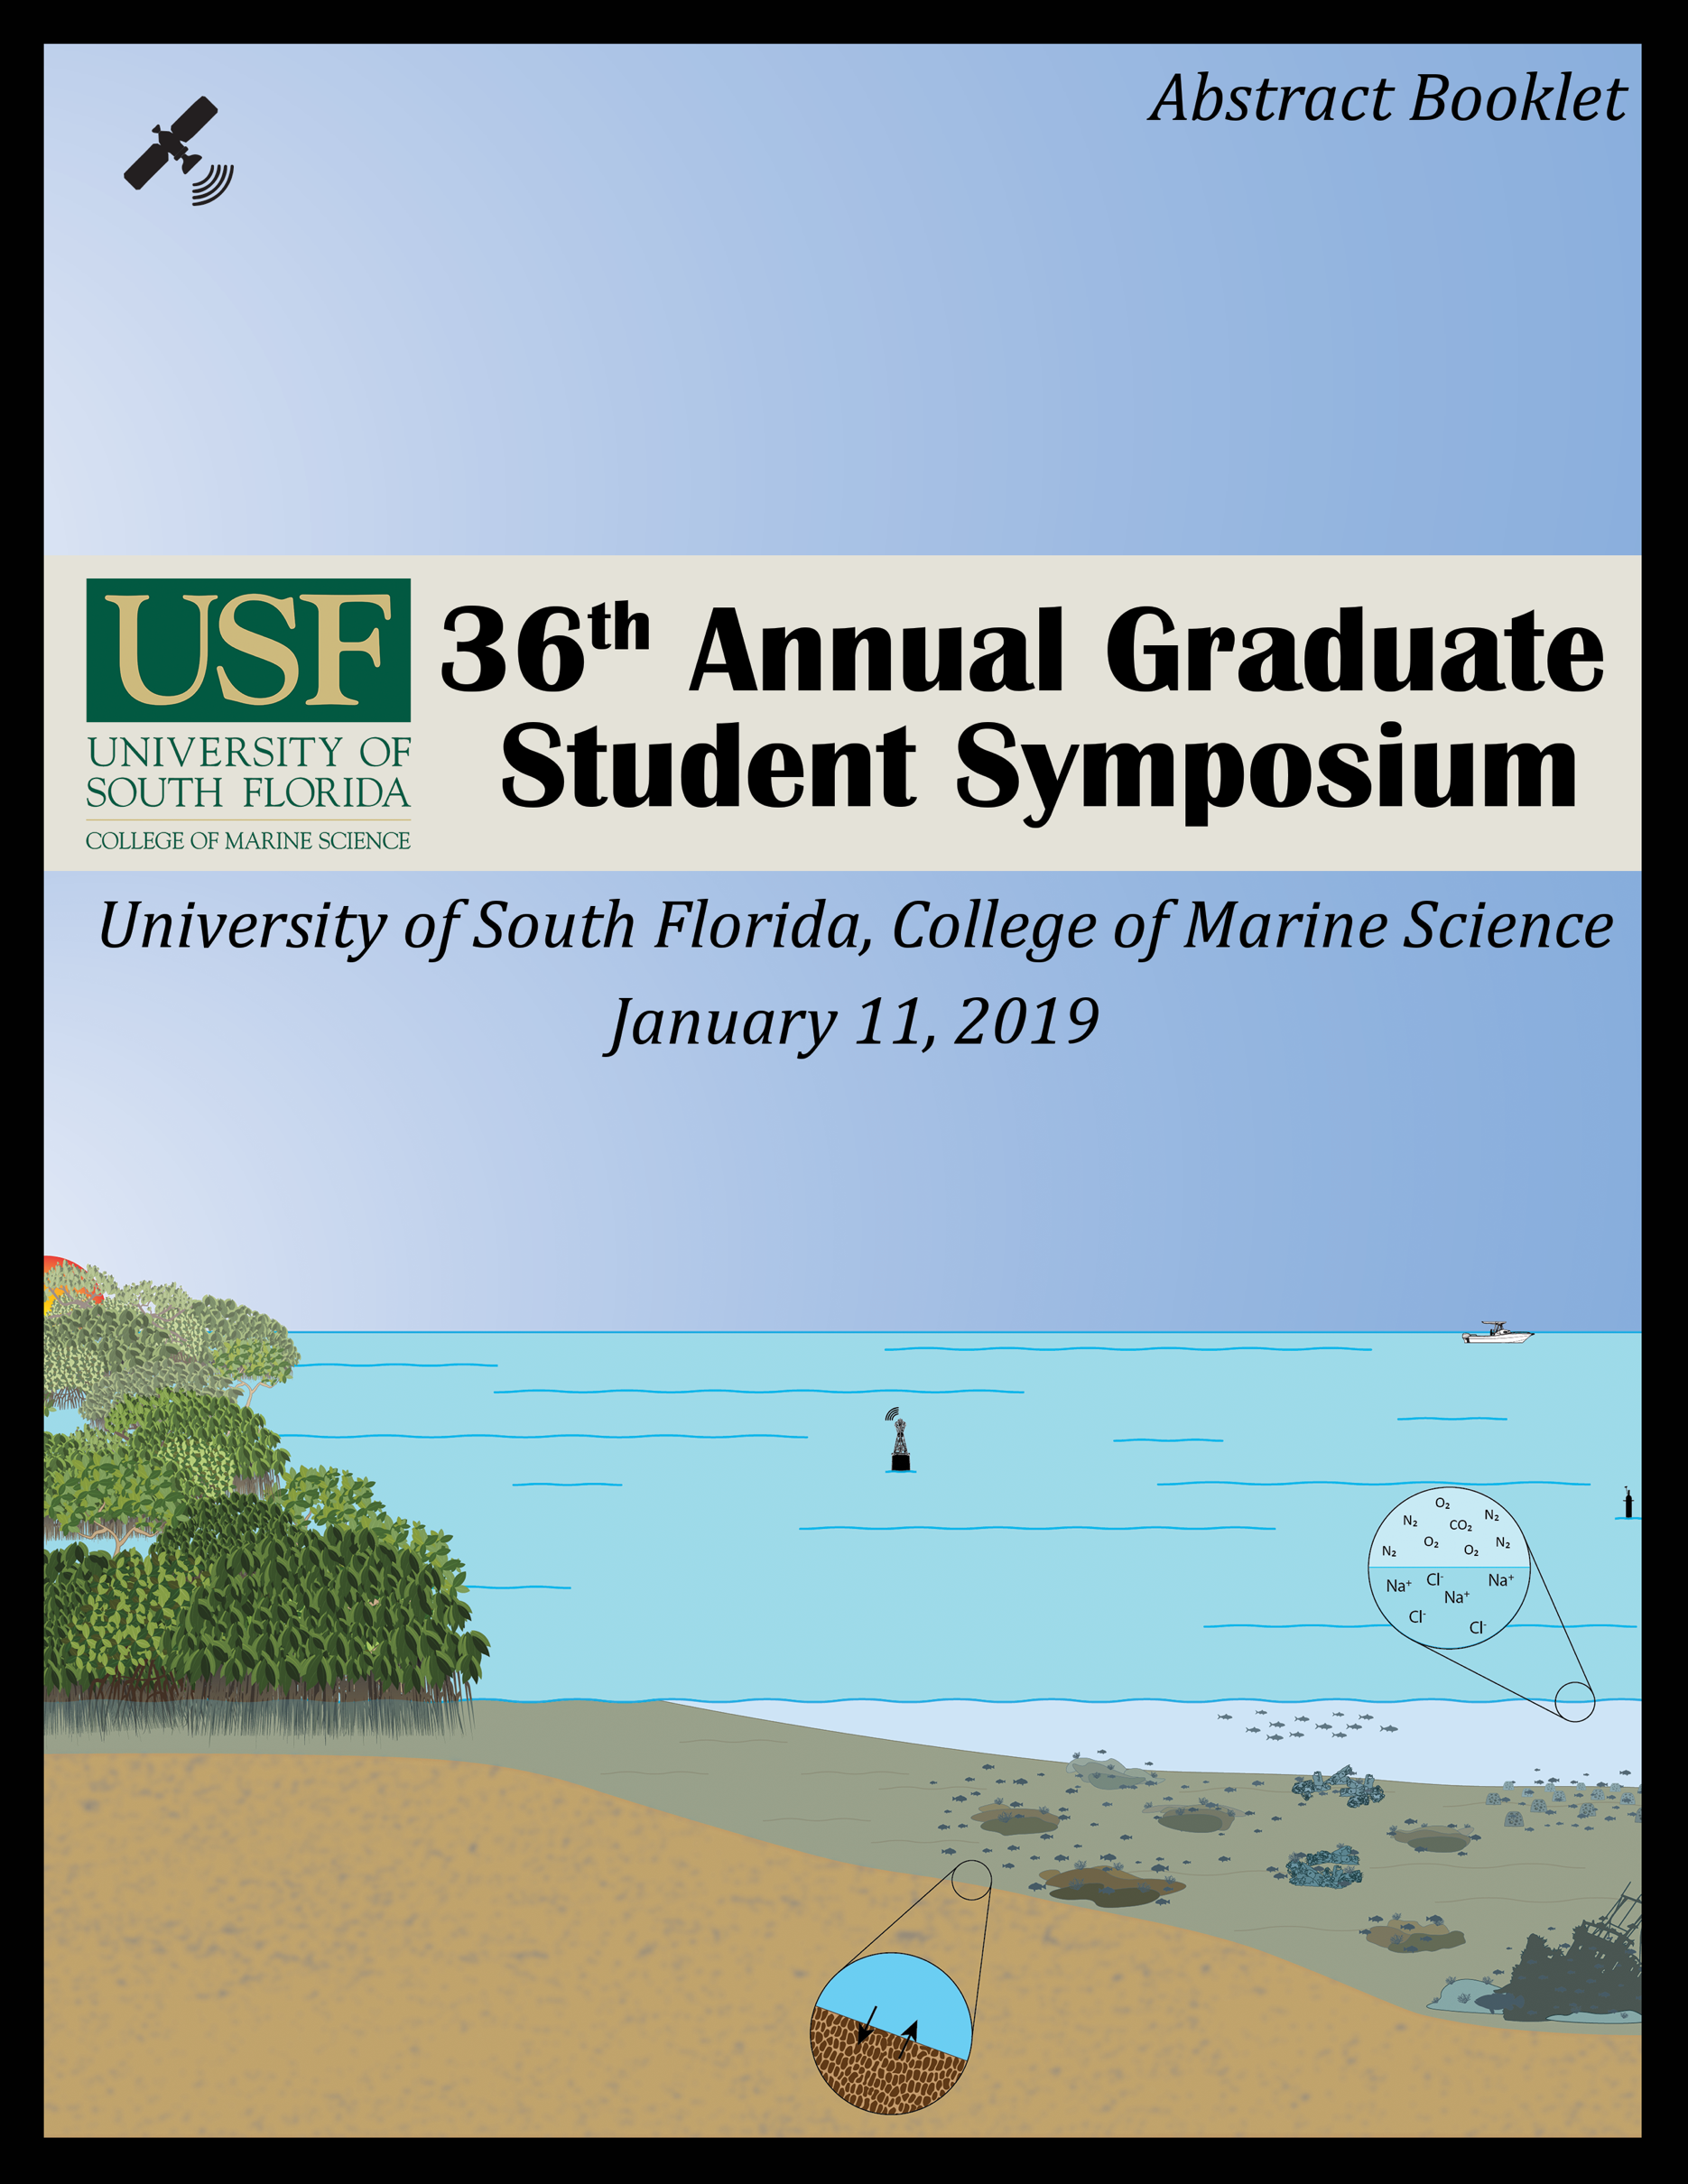 Abstract Booklet
USF
UNIVERSITY OF
SOUTH FLORIDA
COLLEGE OF MARINE SCIENCE
36th Annual Graduate
Student Symposium
University of South Florida, College of Marine Science
January 11, 2019
O₂
N₂ CO₂ N₂
O₂ N₂
N₂ O₂
Na⁺ Cl⁻ Na⁺
Na⁺
Cl⁻
Cl⁻